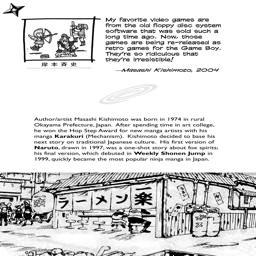 My favorite video games are
from the old floppy disc system
software that was sold such a
long time ago. Now, those
games are being re-released as
retro games for the Game Boy.
They're so ridiculous that
they're irresistible!
—Masashi Kishimoto, 2004
岸本斉史
Author/artist Masashi Kishimoto was born in 1974 in rural
Okayama Prefecture, Japan. After spending time in art college,
he won the Hop Step Award for new manga artists with his
manga Karakuri (Mechanism). Kishimoto decided to base his
next story on traditional Japanese culture. His first version of
Naruto, drawn in 1997, was a one-shot story about fox spirits;
his final version, which debuted in Weekly Shonen Jump in
1999, quickly became the most popular ninja manga in Japan.
ラーメン
楽